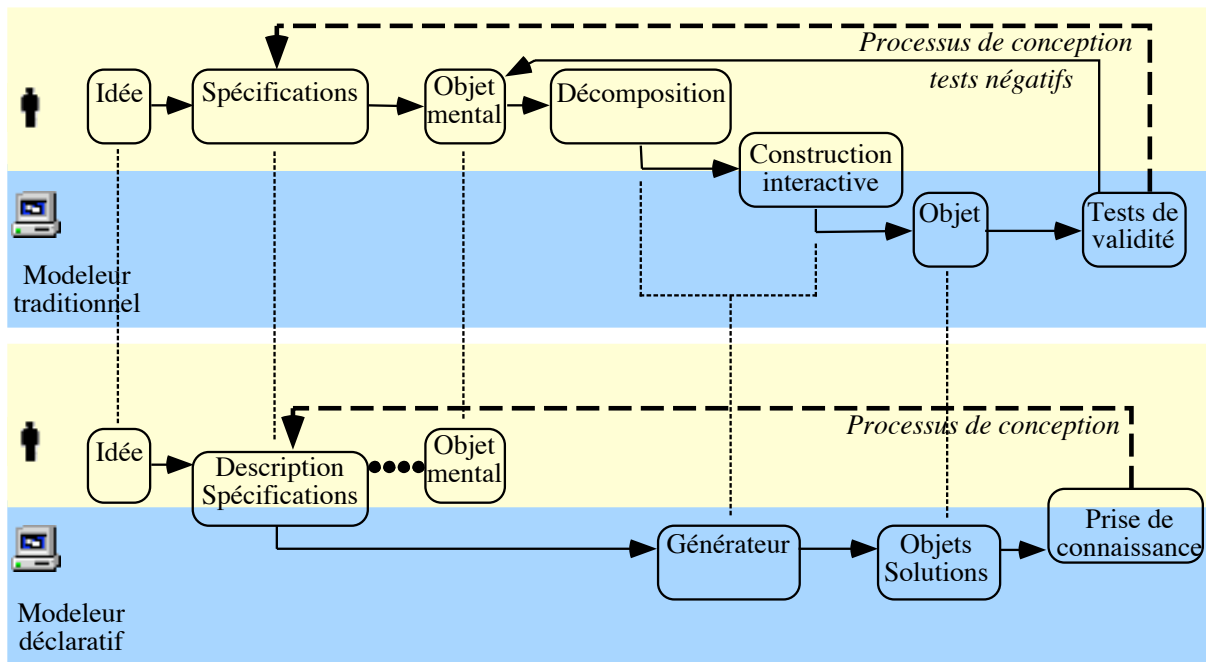 Processus de conception
tests négatifs
Idée
Spécifications
Objet
mental
Décomposition
Construction
interactive
Objet
Tests de
validité
Modeleur
traditionnel
Processus de conception
Idée
Description
Spécifications
Objet
mental
Générateur
Objets
Solutions
Prise de
connaissance
Modeleur
déclaratif